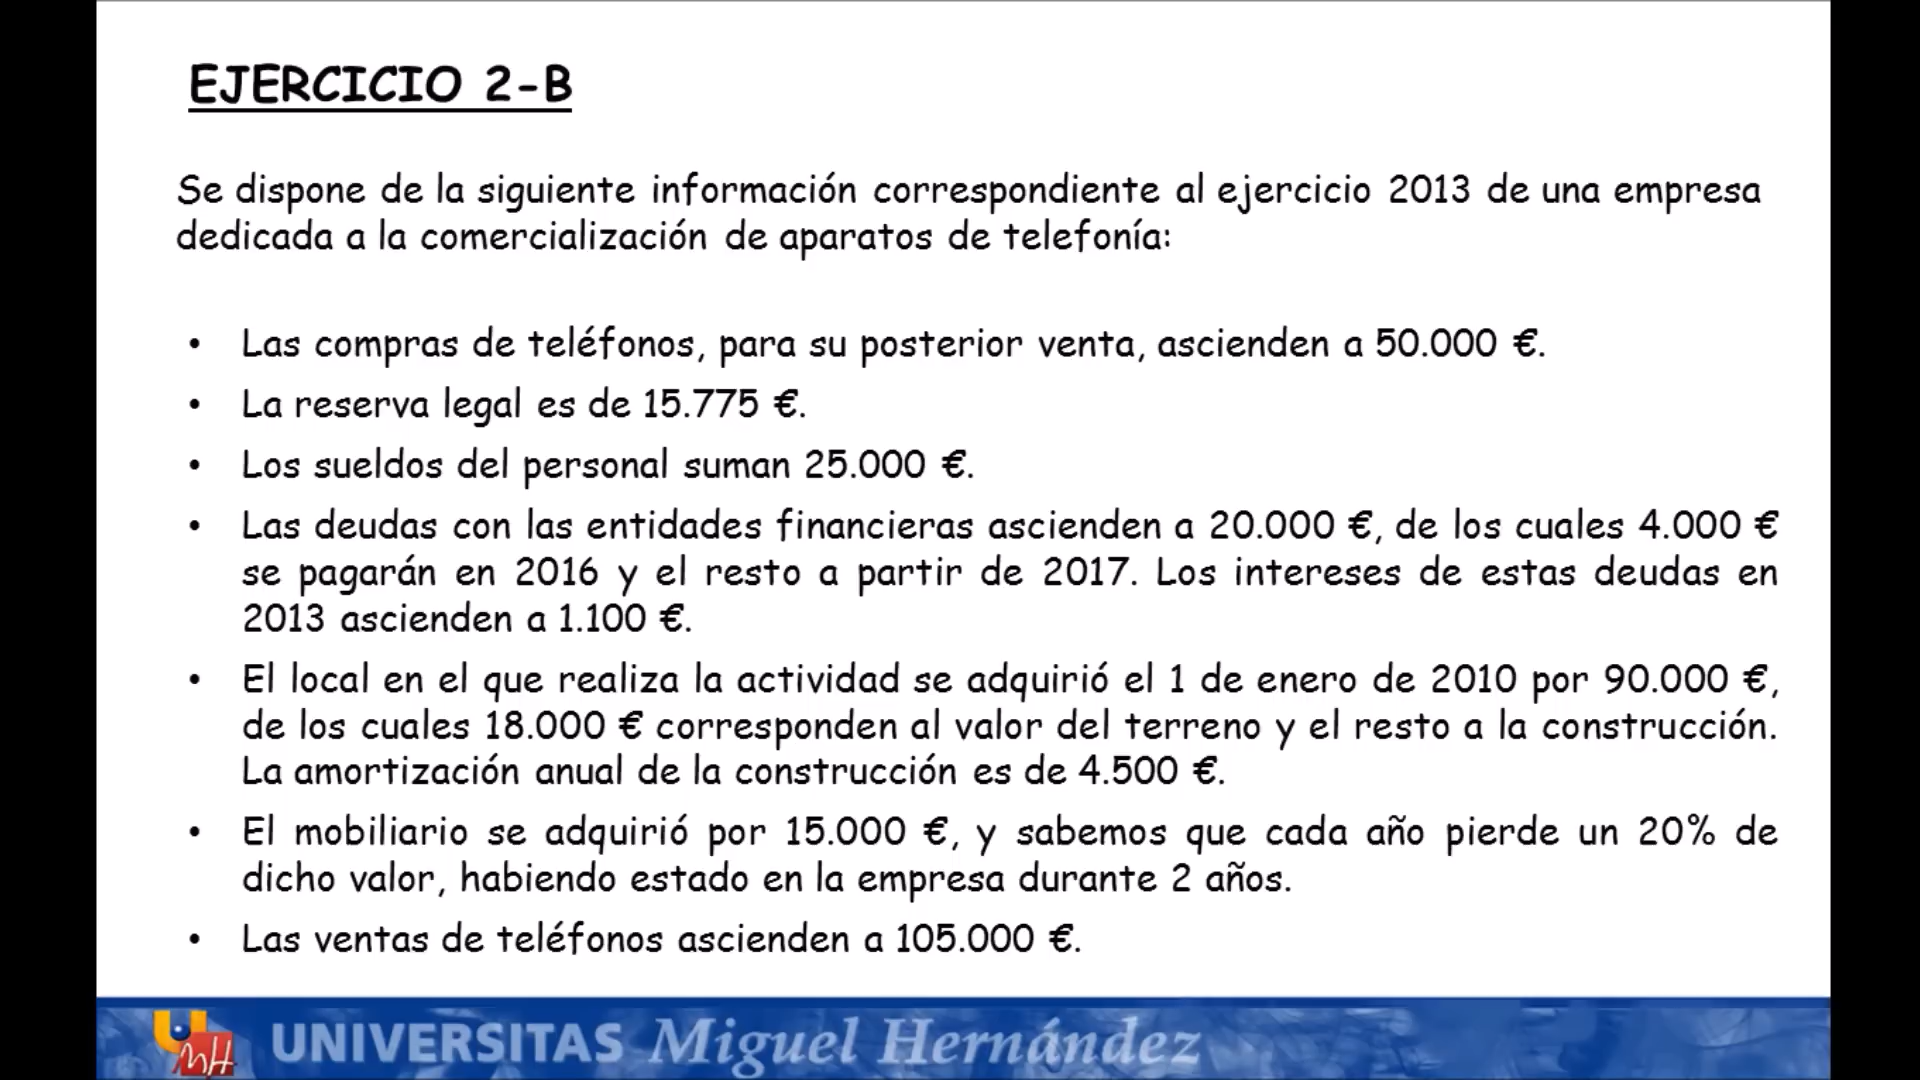 EJERCICIO 2-B
Se dispone de la siguiente información correspondiente al ejercicio 2013 de una empresa
dedicada a la comercialización de aparatos de telefonía:
• Las compras de teléfonos, para su posterior venta, ascienden a 50.000 €.
• La reserva legal es de 15.775 €.
• Los sueldos del personal suman 25.000 €.
• Las deudas con las entidades financieras ascienden a 20.000 €, de los cuales 4.000 €
se pagarán en 2016 y el resto a partir de 2017. Los intereses de estas deudas en
2013 ascienden a 1.100 €.
• El local en el que realiza la actividad se adquirió el 1 de enero de 2010 por 90.000 €,
de los cuales 18.000 € corresponden al valor del terreno y el resto a la construcción.
La amortización anual de la construcción es de 4.500 €.
• El mobiliario se adquirió por 15.000 €, y sabemos que cada año pierde un 20% de
dicho valor, habiendo estado en la empresa durante 2 años.
• Las ventas de teléfonos ascienden a 105.000 €.
UMH UNIVERSITAS Miguel Hernández